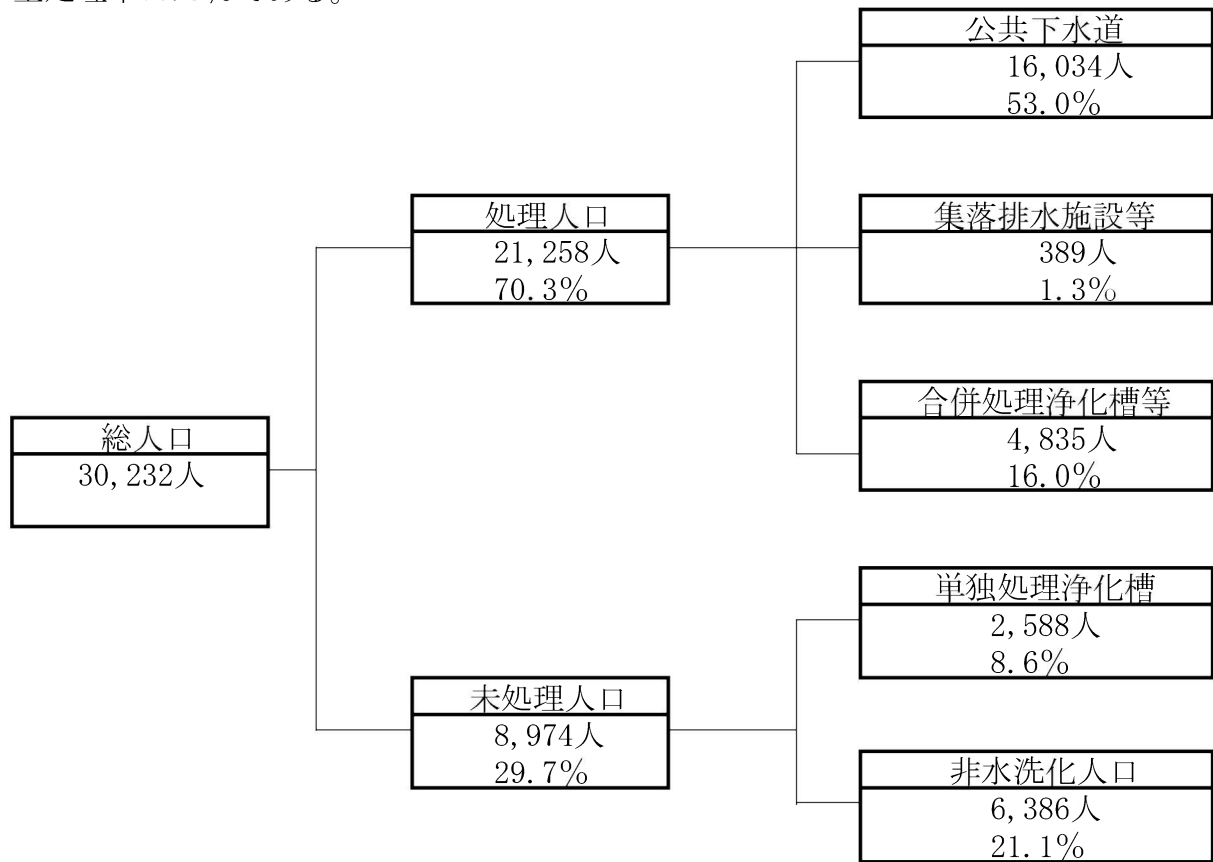 公共下水道
16,034人
53.0%
処理人口
21,258人
70.3%
集落排水施設等
389人
1.3%
総人口
30,232人
合併処理浄化槽等
4,835人
16.0%
未処理人口
8,974人
29.7%
単独処理浄化槽
2,588人
8.6%
非水洗化人口
6,386人
21.1%